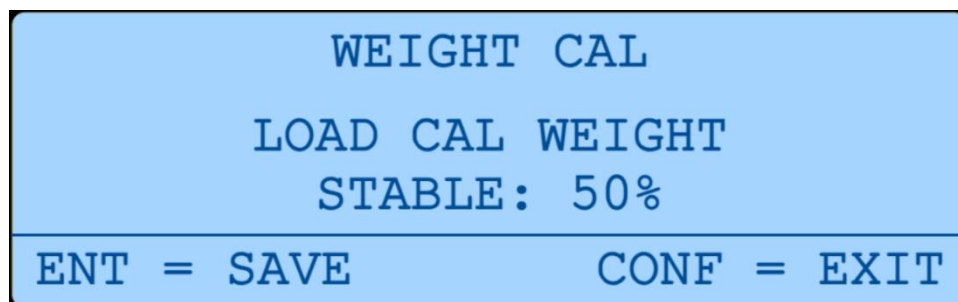 WEIGHT CAL
LOAD CAL WEIGHT
STABLE: 50%
ENT = SAVE CONF = EXIT